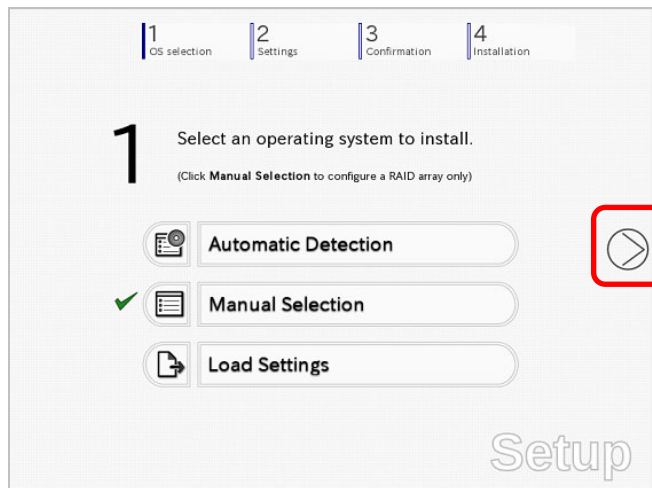 1
OS selection
2
Settings
3
Confirmation
4
Installation
1
Select an operating system to install.
(Click Manual Selection to configure a RAID array only)
Automatic Detection
Manual Selection
Load Settings
Setup